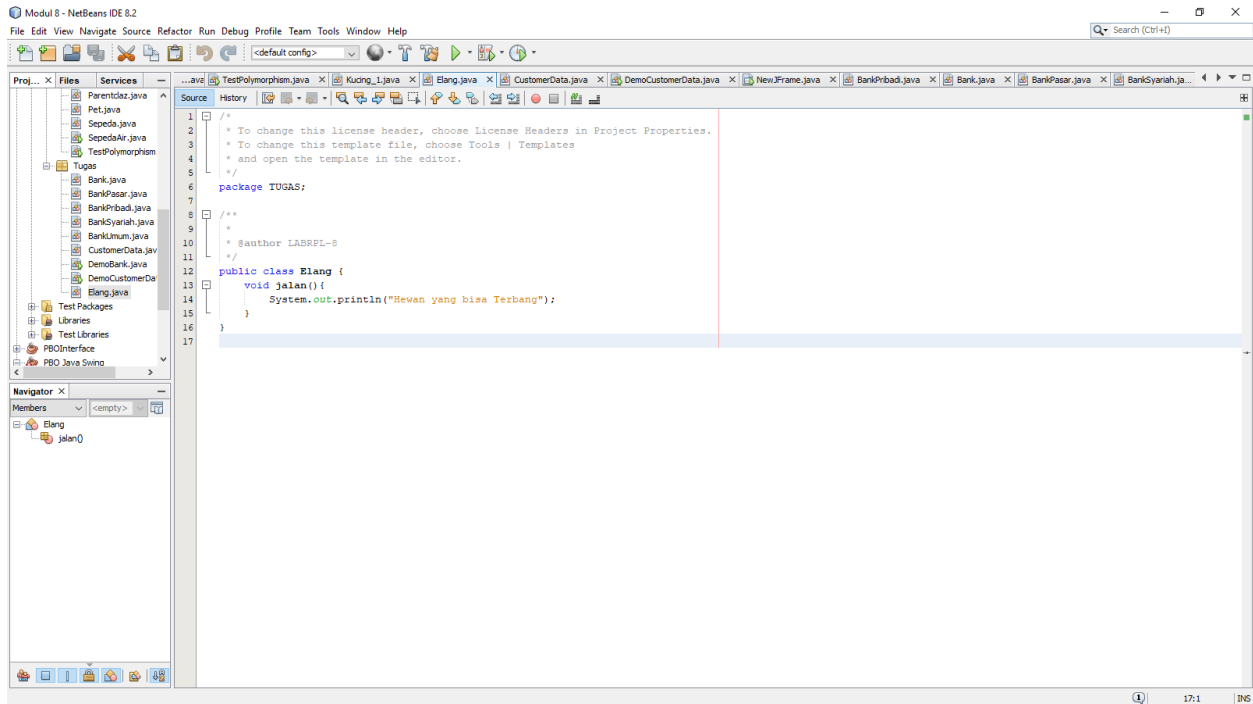 Modul 8 - NetBeans IDE 8.2
File Edit View Navigate Source Refactor Run Debug Profile Team Tools Window Help
Search (Ctrl+I)
<default config>
Proj... Files Services
...ava TestPolymorphism.java Kucing_1.java Elang.java CustomerData.java DemoCustomerData.java NewJFrame.java BankPribadi.java Bank.java BankPasar.java BankSyariah.ja...
Source History
Parentclaz.java
Pet.java
Sepeda.java
SepedaAir.java
TestPolymorphism
Tugas
Bank.java
BankPasar.java
BankPribadi.java
BankSyariah.java
BankUmum.java
CustomerData.jav
DemoBank.java
DemoCustomerDa
Elang.java
Test Packages
Libraries
Test Libraries
PBOInterface
PBO Java Swing
1 /*
2 * To change this license header, choose License Headers in Project Properties.
3 * To change this template file, choose Tools | Templates
4 * and open the template in the editor.
5 */
6 package TUGAS;
7
8 /**
9 *
10 * @author LABRPL-8
11 */
12 public class Elang {
13 void jalan(){
14 System.out.println("Hewan yang bisa Terbang");
15 }
16 }
17
Navigator
Members <empty>
Elang
jalan()
1
17:1 INS